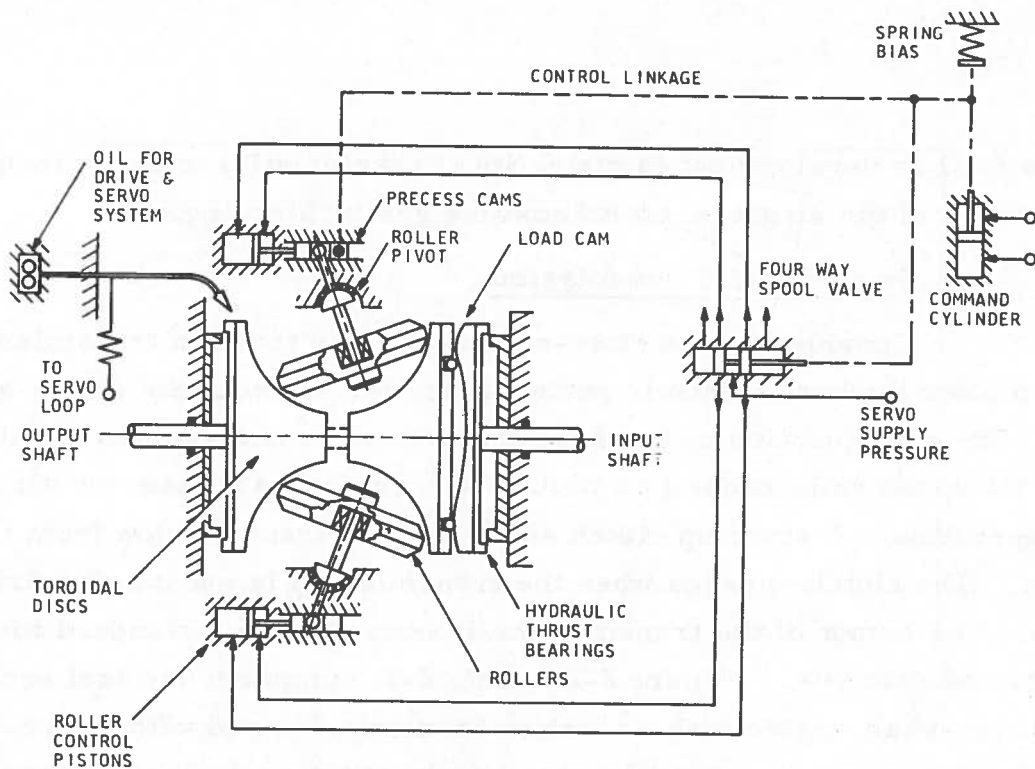 SPRING
BIAS
CONTROL LINKAGE
OIL FOR
DRIVE &
SERVO
SYSTEM
PRECESS CAMS
ROLLER
PIVOT
LOAD CAM
FOUR WAY
SPOOL VALVE
COMMAND
CYLINDER
TO
SERVO
LOOP
OUTPUT
SHAFT
INPUT
SHAFT
SERVO
SUPPLY
PRESSURE
TOROIDAL
DISCS
HYDRAULIC
THRUST
BEARINGS
ROLLERS
ROLLER
CONTROL
PISTONS